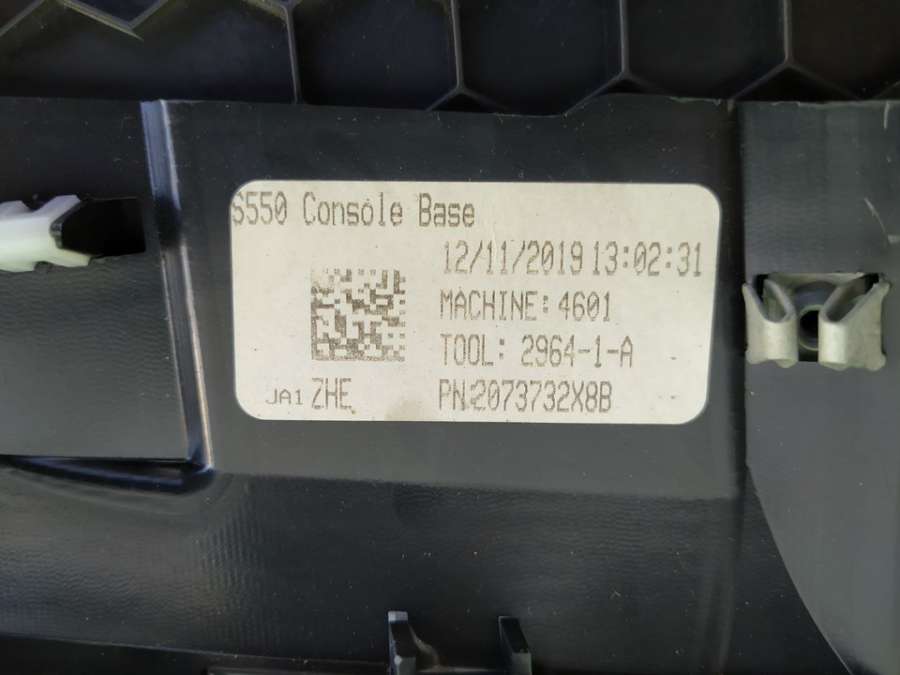 S550 Console Base
12/11/2019 13:02:31
MACHINE: 4601
TOOL: 2964-1-A
JA1 ZHE PN:2073732X8B